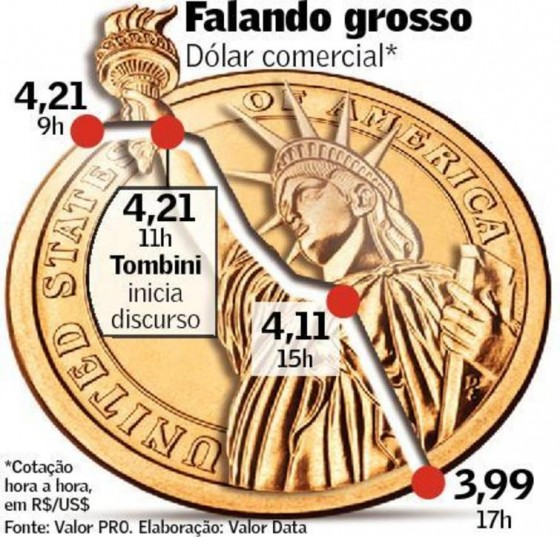 Falando grosso
Dólar comercial*
4,21
9h
4,21
11h
Tombini
inicia
discurso
4,11
15h
3,99
17h
UNITED STATES OF AMERICA
*Cotação
hora a hora,
em R$/US$
Fonte: Valor PRO. Elaboração: Valor Data